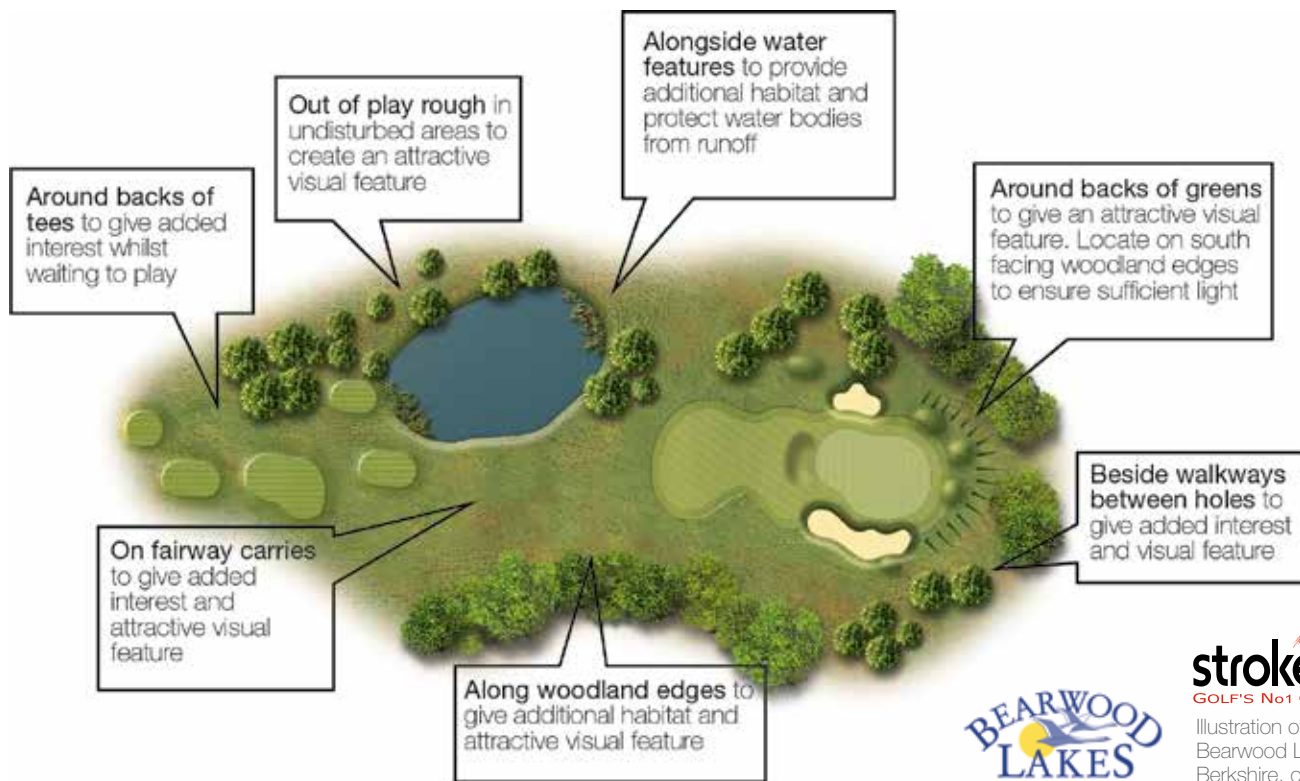 Alongside water
features to provide
additional habitat and
protect water bodies
from runoff
Out of play rough in
undisturbed areas to
create an attractive
visual feature
Around backs of
tees to give added
interest whilst
waiting to play
Around backs of greens
to give an attractive visual
feature. Locate on south
facing woodland edges
to ensure sufficient light
Beside walkways
between holes to
give added interest
and visual feature
On fairway carries
to give added
interest and
attractive visual
feature
Along woodland edges to
give additional habitat and
attractive visual feature
BEARWOOD
LAKES
stroke
GOLF'S No1
Illustration of
Bearwood L
Berkshire, c